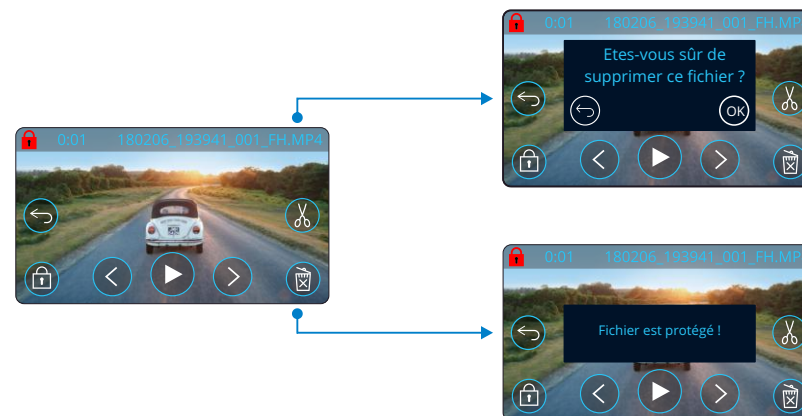 0:01 180206_193941_001_FH.MP4
Etes-vous sûr de
supprimer ce fichier ?
OK
0:01 180206_193941_001_FH.MP4
0:01 180206_193941_001_FH.MP
Fichier est protégé !